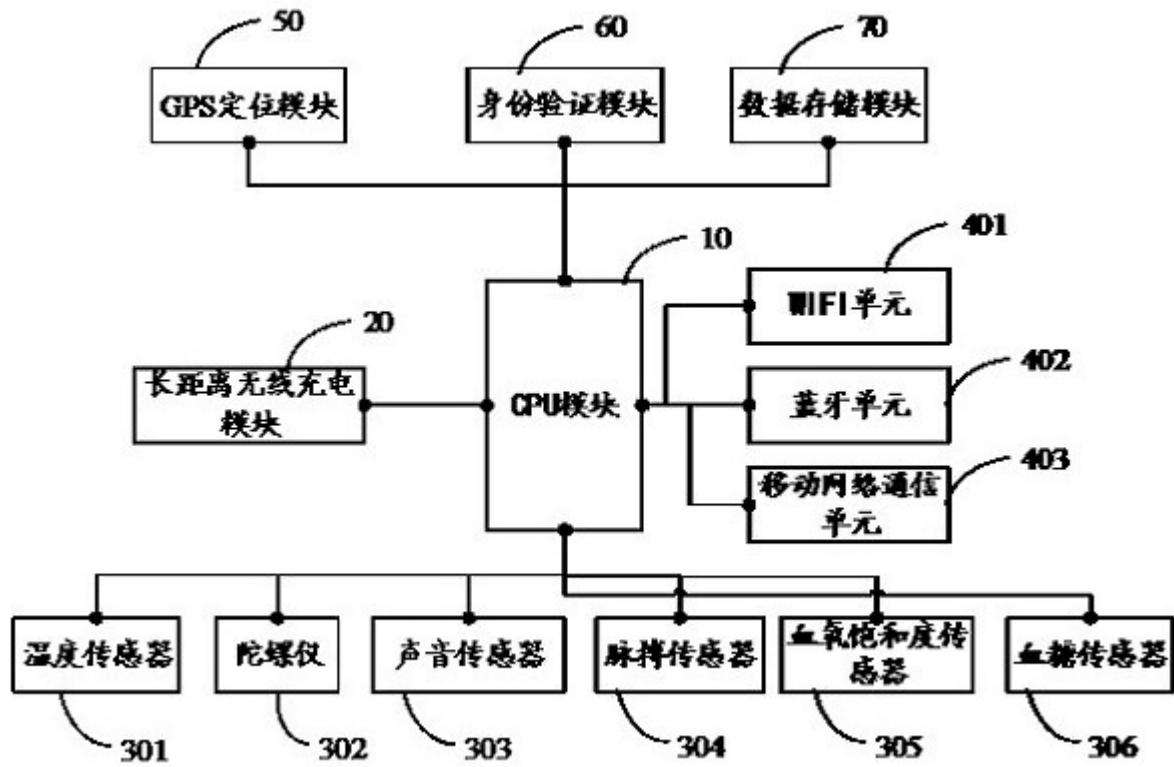 50
60
70
GPS定位模块
身份验证模块
数据存储模块
10
401
WIFI单元
20
长距离无线充电
模块
CPU模块
402
蓝牙单元
403
移动网络通信
单元
温度传感器
陀螺仪
声音传感器
脉搏传感器
血氧饱和度传
感器
血糖传感器
301
302
303
304
305
306